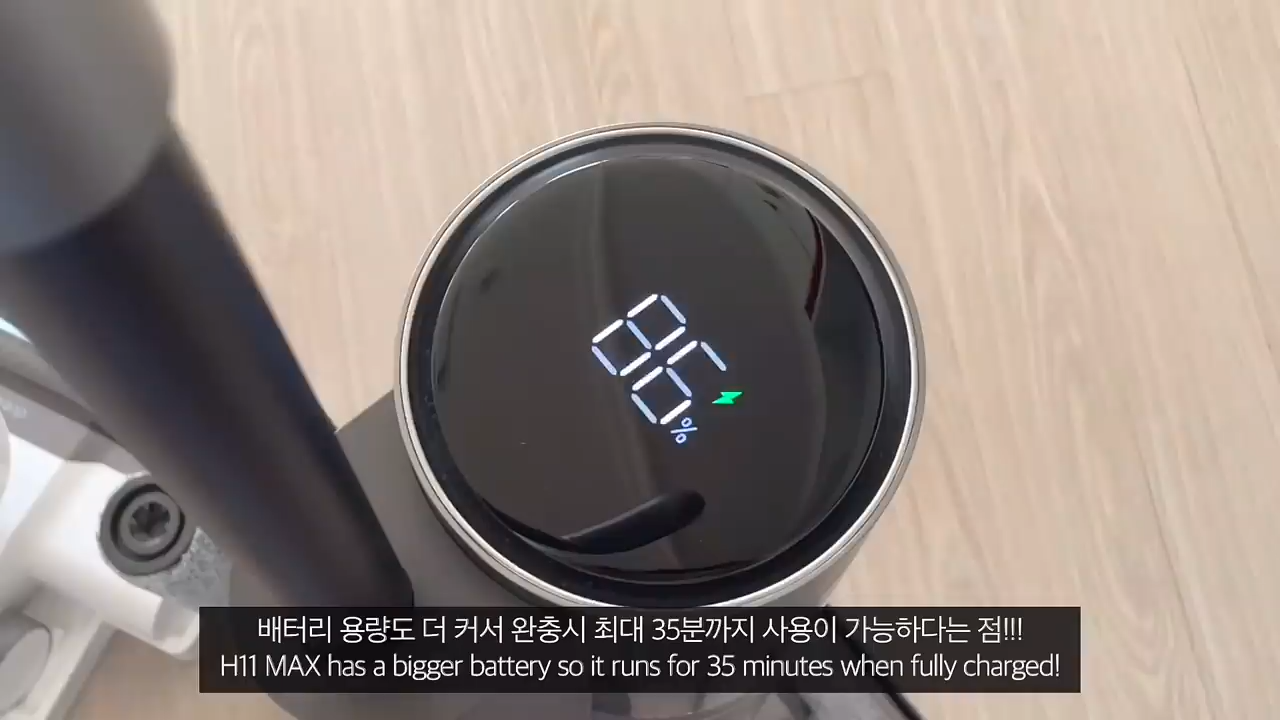 86%
배터리 용량도 더 커서 완충시 최대 35분까지 사용이 가능하다는 점!!!
H11 MAX has a bigger battery so it runs for 35 minutes when fully charged!